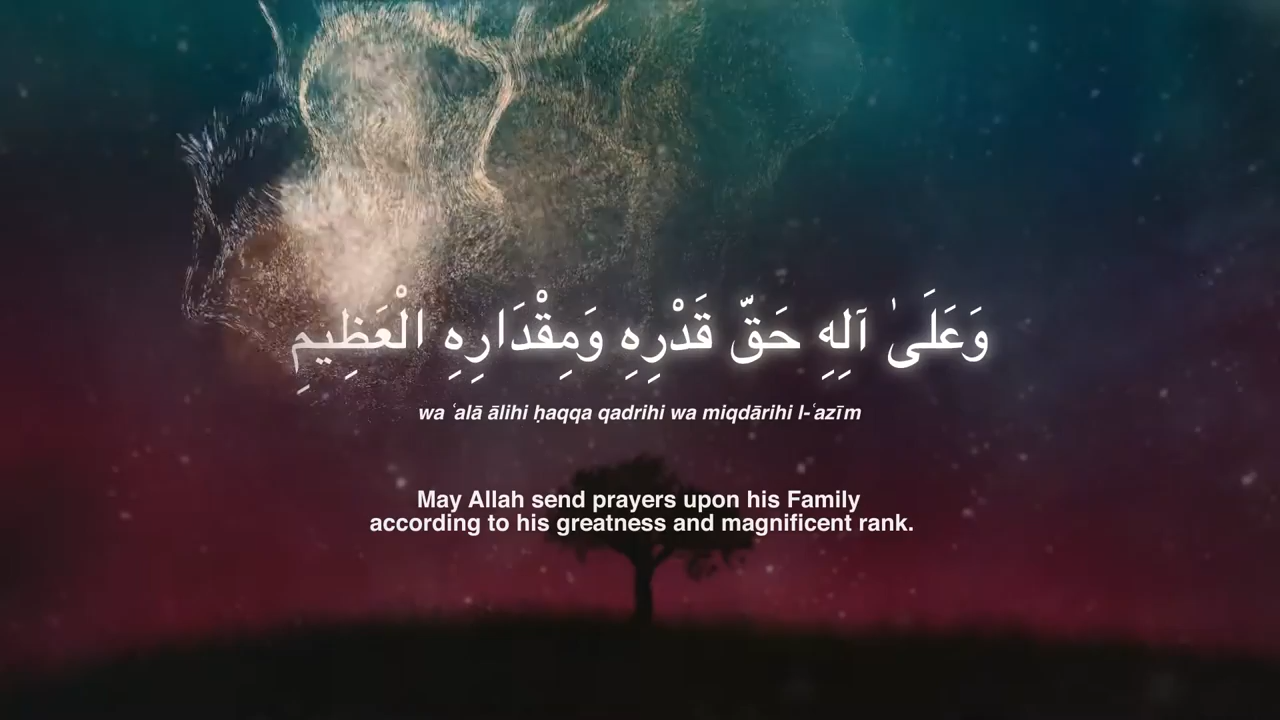 وَعَلَىٰ آلِهِ حَقَّ قَدْرِهِ وَمِقْدَارِهِ الْعَظِيمِ
wa ʿalā ālihi ḥaqqa qadrihi wa miqdārihi l-ʿazīm
May Allah send prayers upon his Family
according to his greatness and magnificent rank.